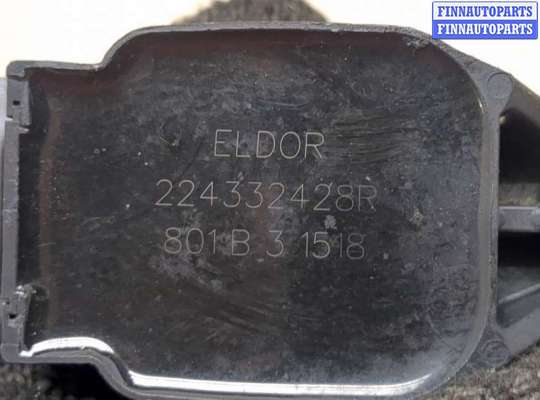 FINNAUTOPARTS
FINNAUTOPARTS
ELDOR
224332428R
801 B 3 1518